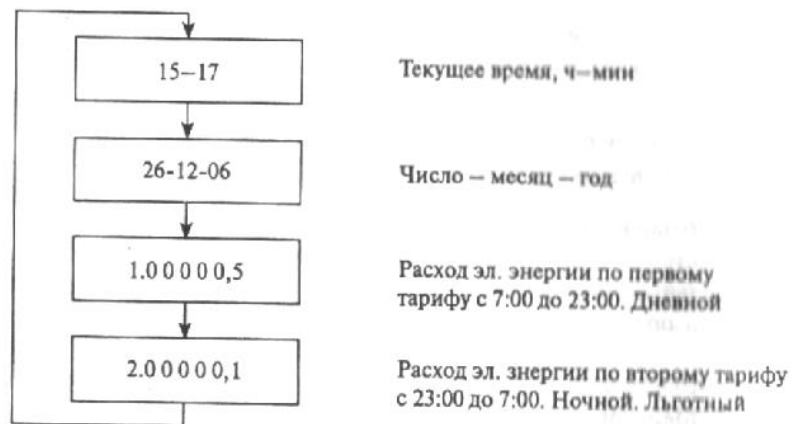 15–17
Текущее время, ч–мин
26-12-06
Число – месяц – год
1.0 0 0 0 0,5
Расход эл. энергии по первому
тарифу с 7:00 до 23:00. Дневной
2.0 0 0 0 0,1
Расход эл. знергии по второму тарифу
с 23:00 до 7:00. Ночной. Льготный